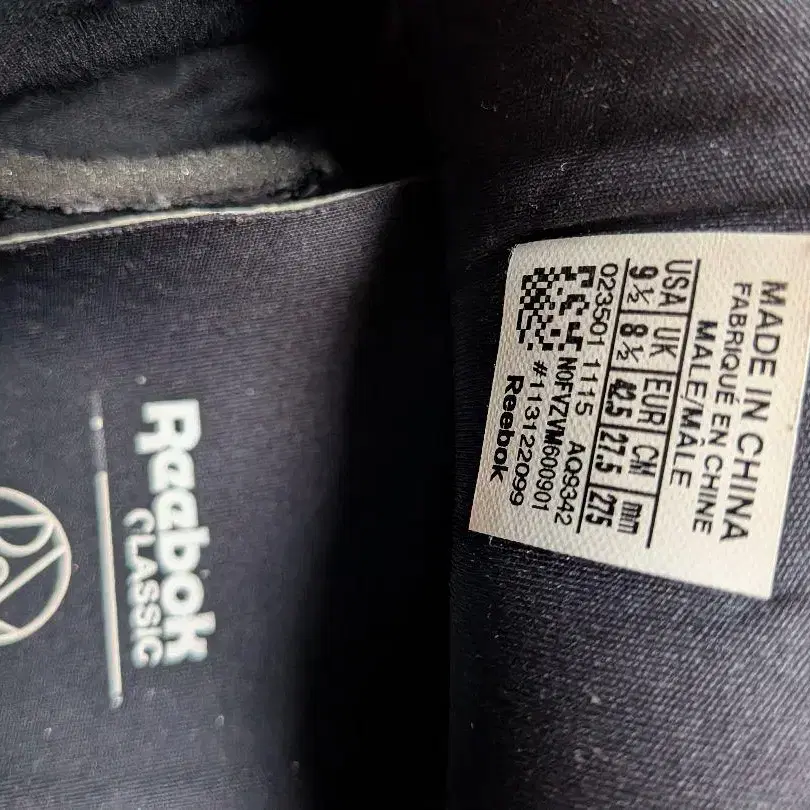 Reebok
CLASSIC
MADE IN CHINA
FABRIQUÉ EN CHINE
MALE/MÂLE
USA UK EUR CM mm
9½ 8½ 42.5 27.5 275
023501 1115 AQ9342
N0FVZVM600901
#113122099
Reebok